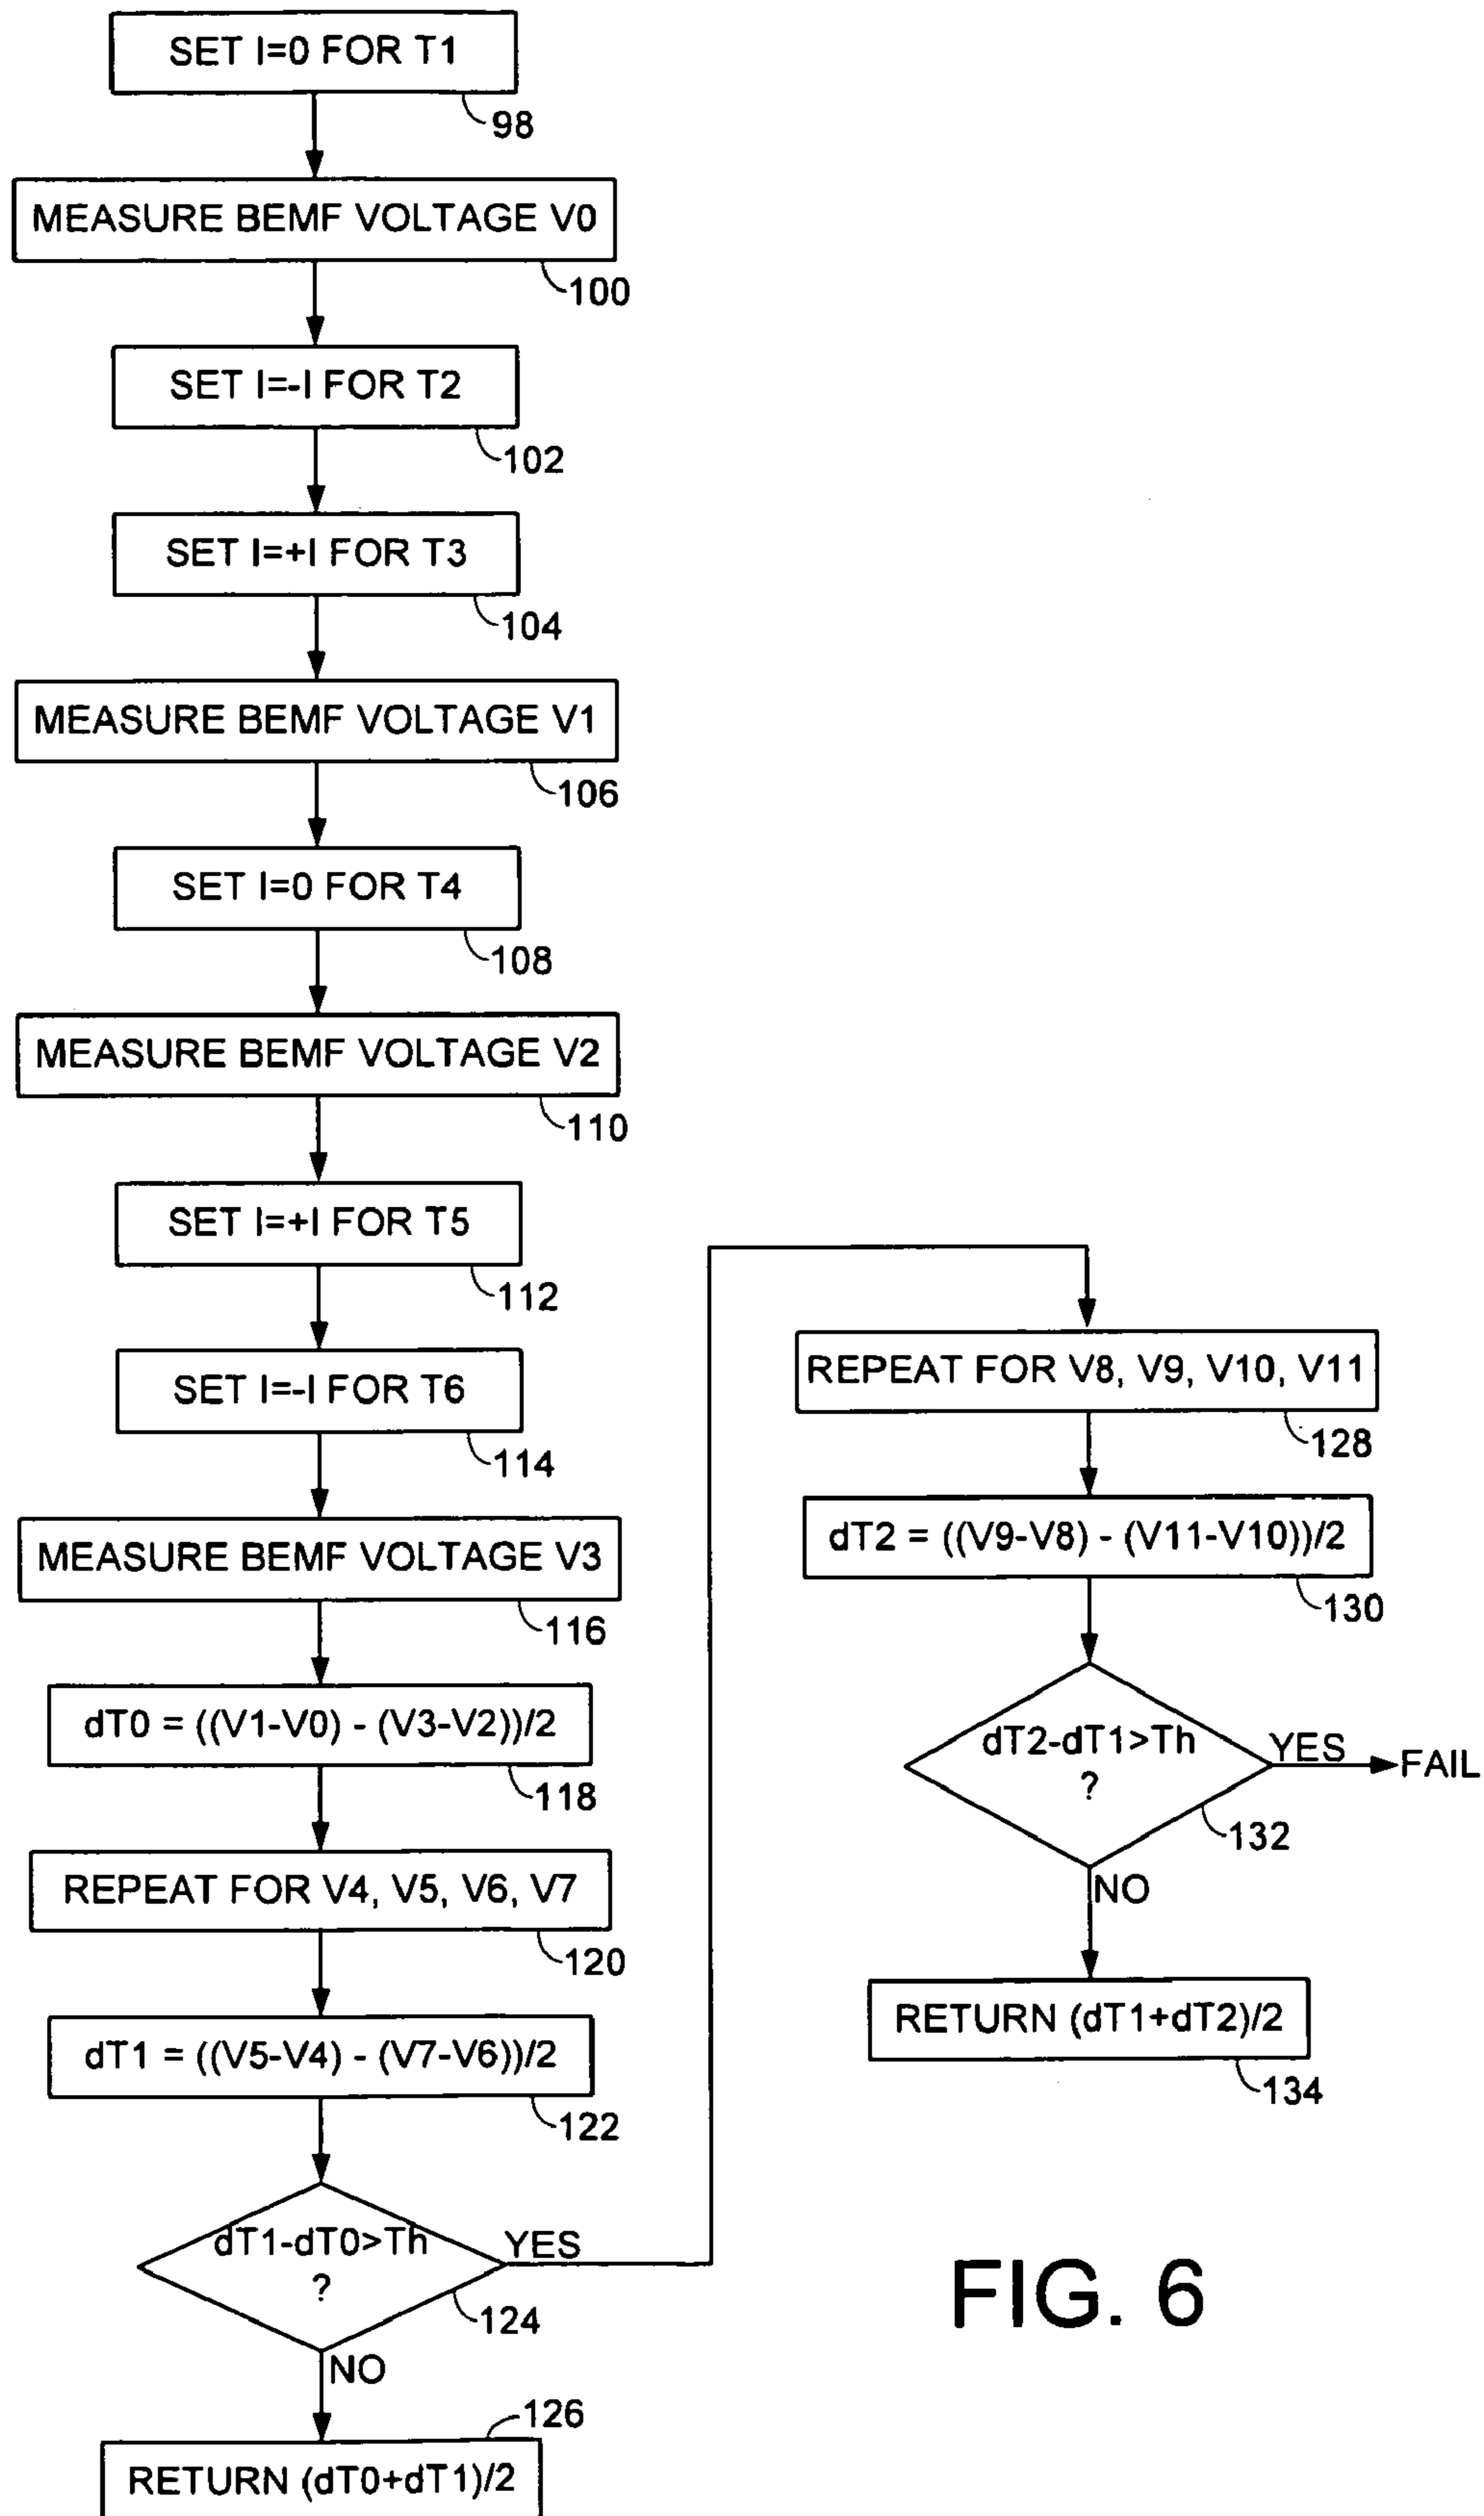 SET I=0 FOR T1
98
MEASURE BEMF VOLTAGE V0
100
SET I=-I FOR T2
102
SET I=+I FOR T3
104
MEASURE BEMF VOLTAGE V1
106
SET I=0 FOR T4
108
MEASURE BEMF VOLTAGE V2
110
SET I=+I FOR T5
112
SET I=-I FOR T6
114
MEASURE BEMF VOLTAGE V3
116
dT0 = ((V1-V0) - (V3-V2))/2
118
REPEAT FOR V4, V5, V6, V7
120
dT1 = ((V5-V4) - (V7-V6))/2
122
dT1-dT0>Th
?
YES
124
NO
126
RETURN (dT0+dT1)/2
REPEAT FOR V8, V9, V10, V11
128
dT2 = ((V9-V8) - (V11-V10))/2
130
dT2-dT1>Th
?
YES
FAIL
132
NO
RETURN (dT1+dT2)/2
134
FIG. 6